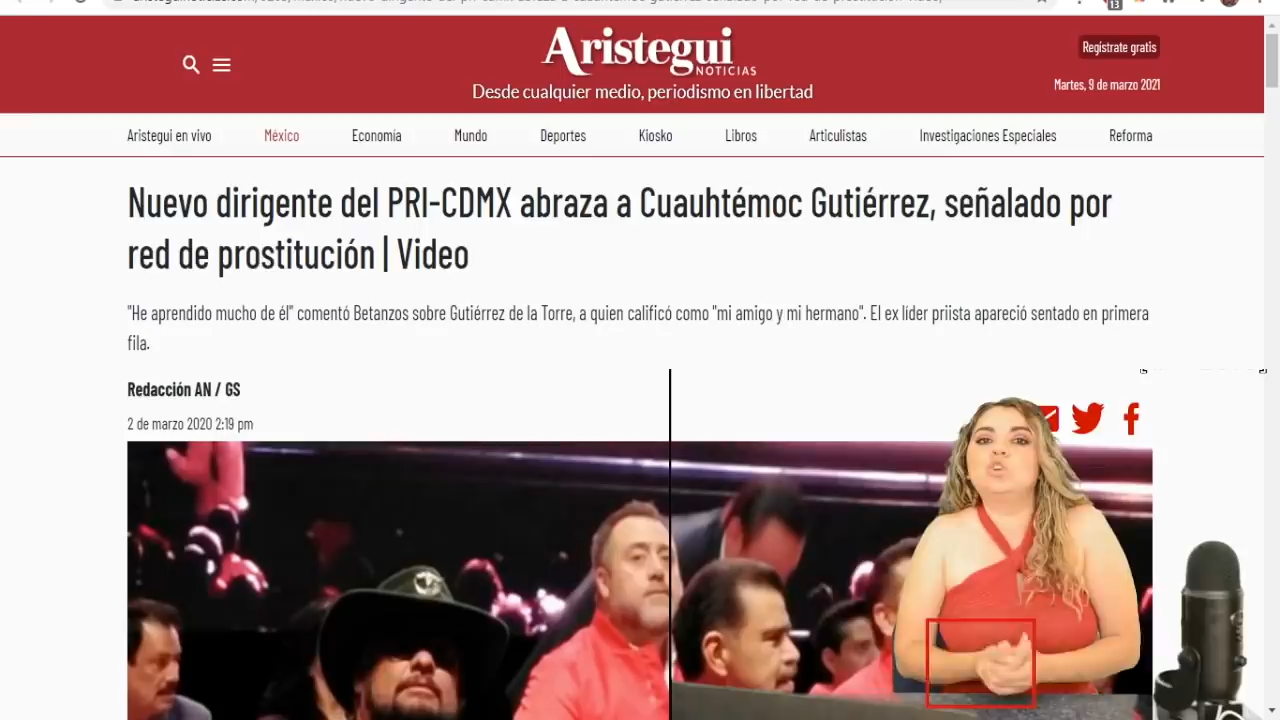 13
Aristegui
NOTICIAS
Desde cualquier medio, periodismo en libertad
Regístrate gratis
Martes, 9 de marzo 2021
Aristegui en vivo México Economía Mundo Deportes Kiosko Libros Articulistas Investigaciones Especiales Reforma
Nuevo dirigente del PRI-CDMX abraza a Cuauhtémoc Gutiérrez, señalado por
red de prostitución | Video
"He aprendido mucho de él" comentó Betanzos sobre Gutiérrez de la Torre, a quien calificó como "mi amigo y mi hermano". El ex líder priista apareció sentado en primera
fila.
Redacción AN / GS
2 de marzo 2020 2:19 pm